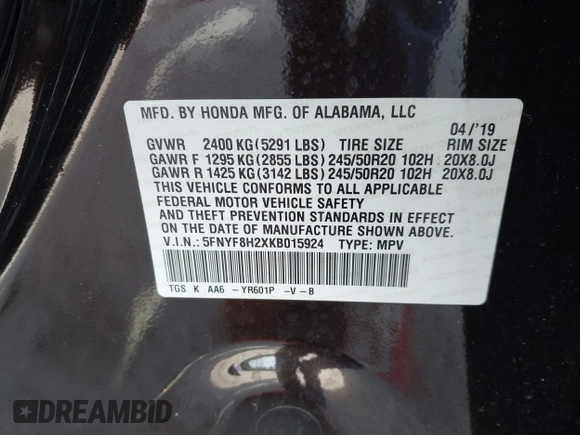 MFD. BY HONDA MFG. OF ALABAMA, LLC
04/'19
GVWR 2400 KG (5291 LBS) TIRE SIZE RIM SIZE
GAWR F 1295 KG (2855 LBS) 245/50R20 102H 20X8.0J
GAWR R 1425 KG (3142 LBS) 245/50R20 102H 20X8.0J
THIS VEHICLE CONFORMS TO ALL APPLICABLE
FEDERAL MOTOR VEHICLE SAFETY
AND THEFT PREVENTION STANDARDS IN EFFECT
ON THE DATE OF MANUFACTURE SHOWN ABOVE.
V.I.N.: 5FNYF8H2XKB015924 TYPE: MPV
TGS K AA6 -YR601P -V-B
DREAMBID